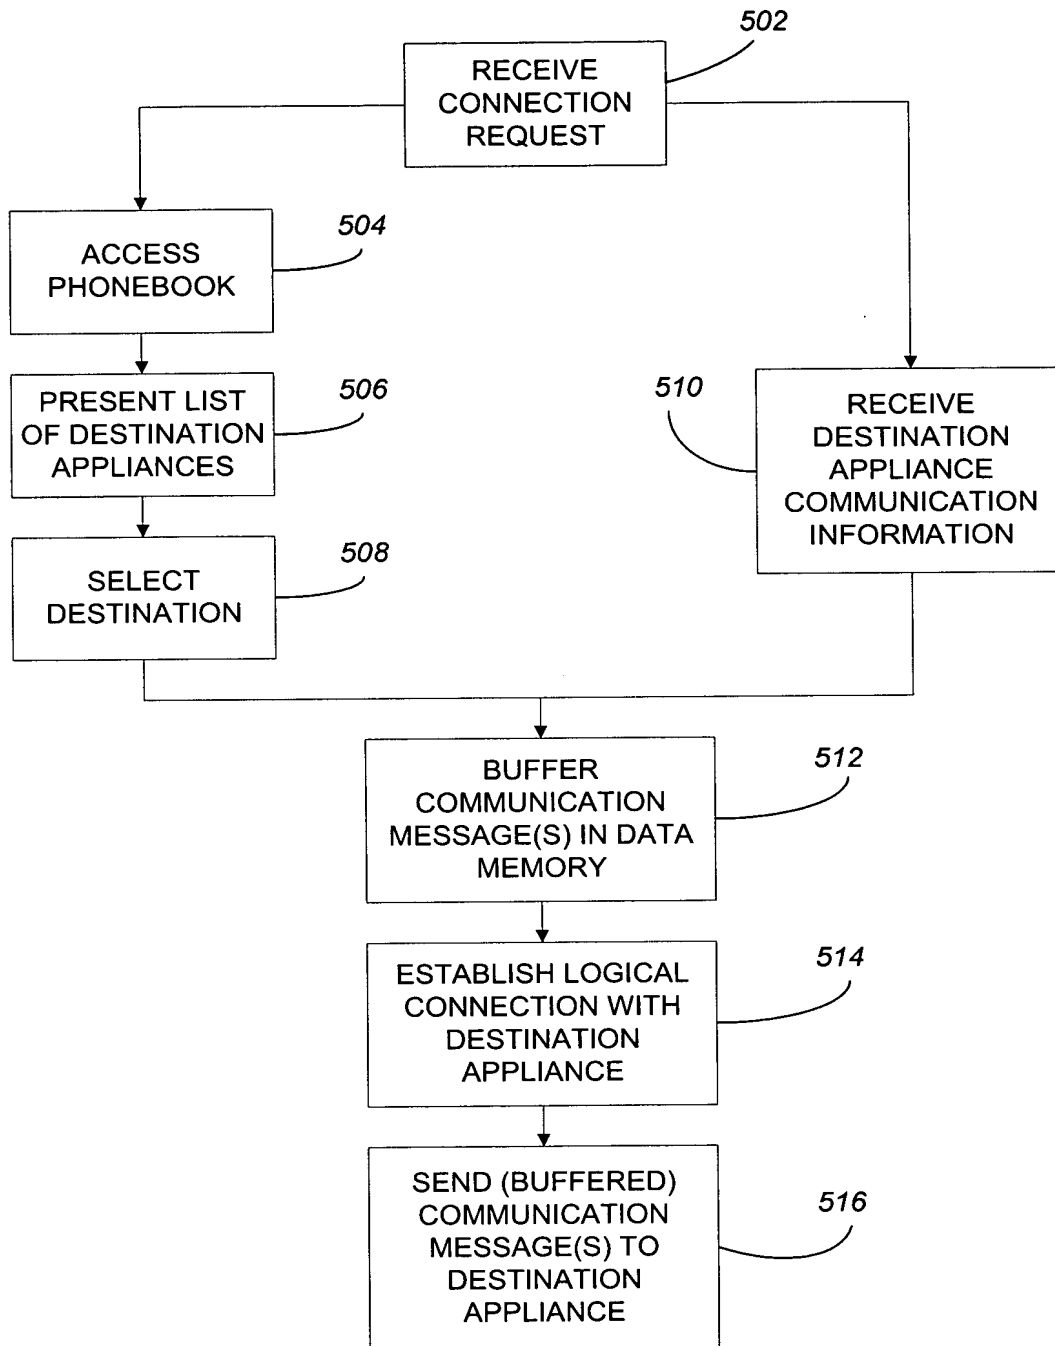 502
RECEIVE
CONNECTION
REQUEST
504
ACCESS
PHONEBOOK
506
PRESENT LIST
OF DESTINATION
APPLIANCES
508
SELECT
DESTINATION
510
RECEIVE
DESTINATION
APPLIANCE
COMMUNICATION
INFORMATION
512
BUFFER
COMMUNICATION
MESSAGE(S) IN DATA
MEMORY
514
ESTABLISH LOGICAL
CONNECTION WITH
DESTINATION
APPLIANCE
516
SEND (BUFFERED)
COMMUNICATION
MESSAGE(S) TO
DESTINATION
APPLIANCE